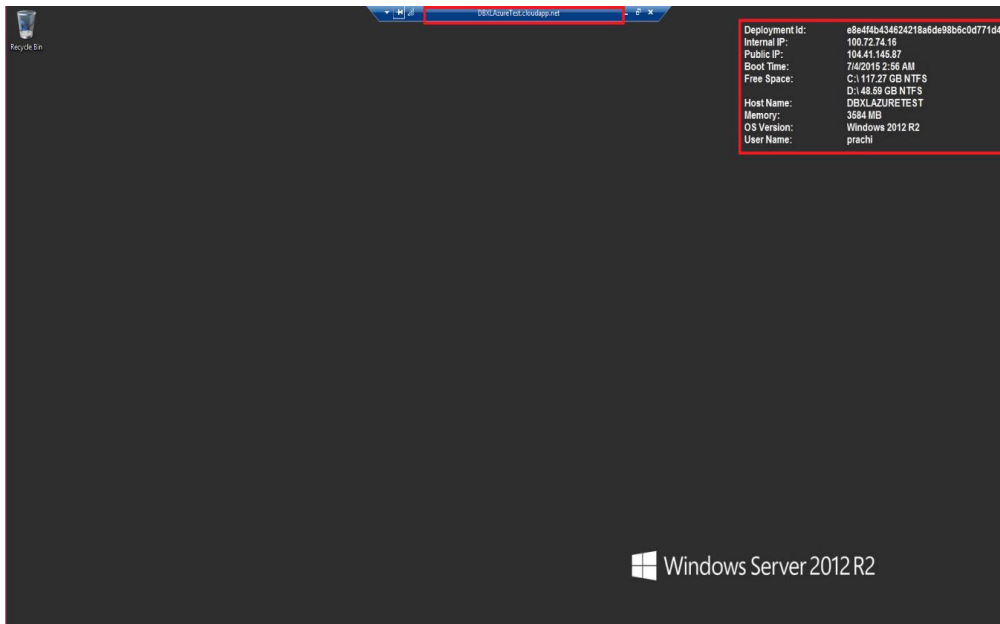 DBXLAzureTest.cloudapp.net
Recycle Bin
Deployment Id: e8e4f4b434624218a6de98b6c0d771d4
Internal IP: 100.72.74.16
Public IP: 104.41.145.87
Boot Time: 7/4/2015 2:56 AM
Free Space: C:\ 117.27 GB NTFS
D:\ 48.59 GB NTFS
Host Name: DBXLAZURETEST
Memory: 3584 MB
OS Version: Windows 2012 R2
User Name: prachi
Windows Server 2012 R2